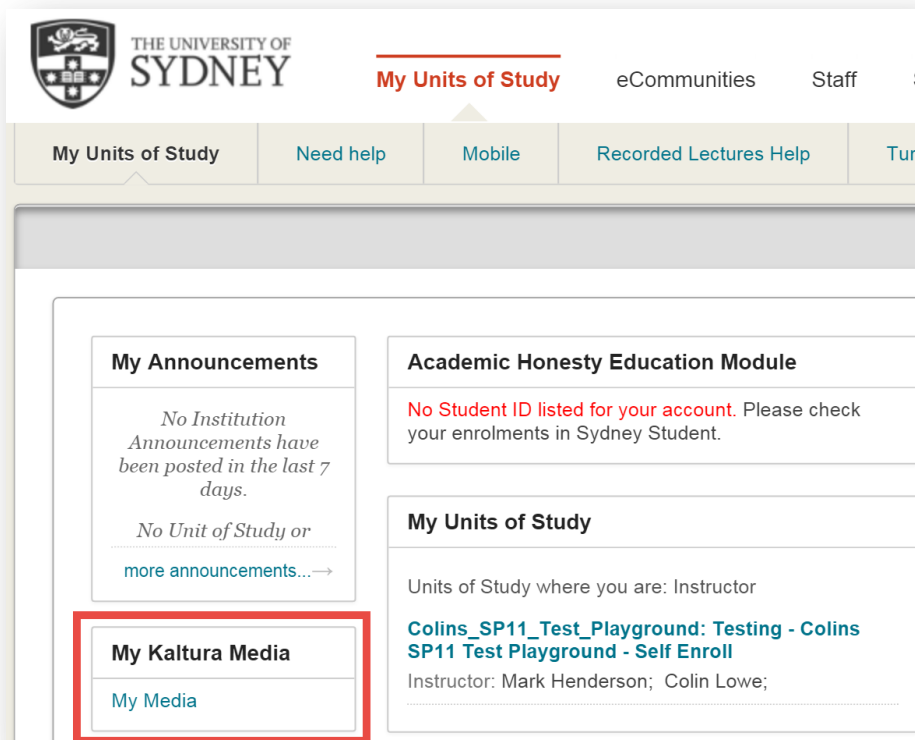 THE UNIVERSITY OF
SYDNEY
My Units of Study
eCommunities
Staff
My Units of Study
Need help
Mobile
Recorded Lectures Help
My Announcements
No Institution
Announcements have
been posted in the last 7
days.
No Unit of Study or
more announcements...→
My Kaltura Media
My Media
Academic Honesty Education Module
No Student ID listed for your account. Please check
your enrolments in Sydney Student.
My Units of Study
Units of Study where you are: Instructor
Colins_SP11_Test_Playground: Testing - Colins
SP11 Test Playground - Self Enroll
Instructor: Mark Henderson; Colin Lowe;